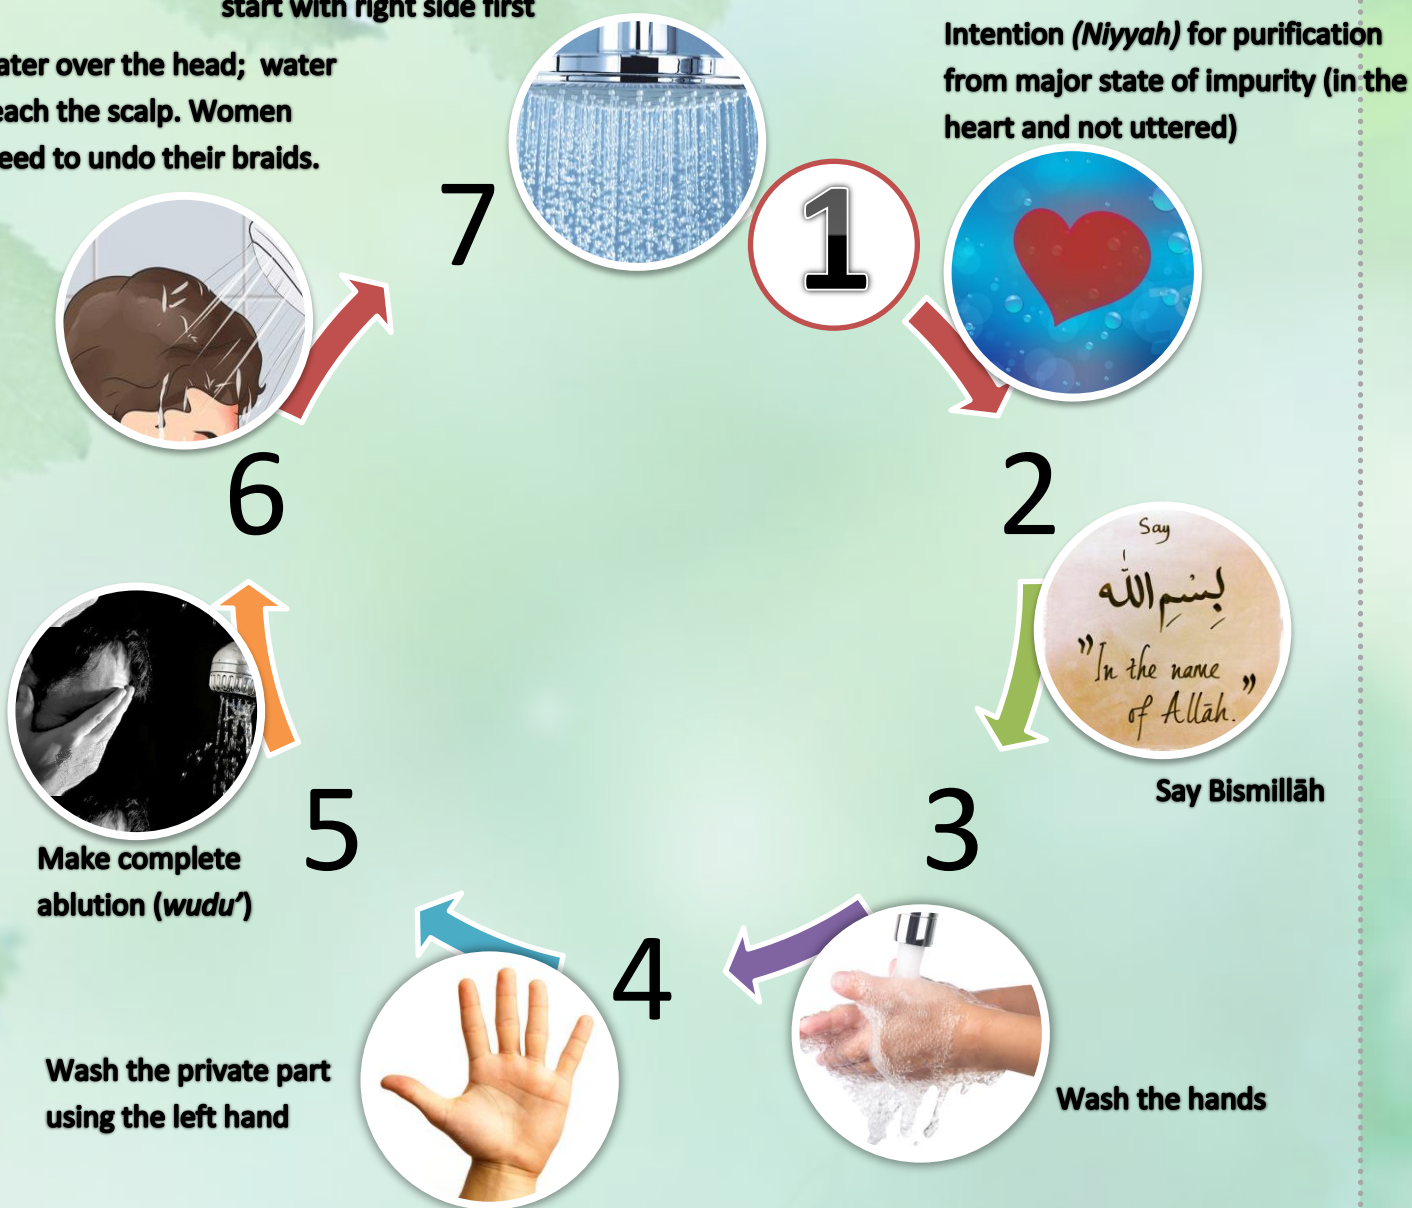 start with right side first
ater over the head; water
each the scalp. Women
eed to undo their braids.
7
Intention (Niyyah) for purification
from major state of impurity (in the
heart and not uttered)
1
6
2
Say
بِسْمِ اللّٰه
"In the name
of Allāh."
Say Bismillāh
5
3
Make complete
ablution (wudu’)
4
Wash the private part
using the left hand
Wash the hands